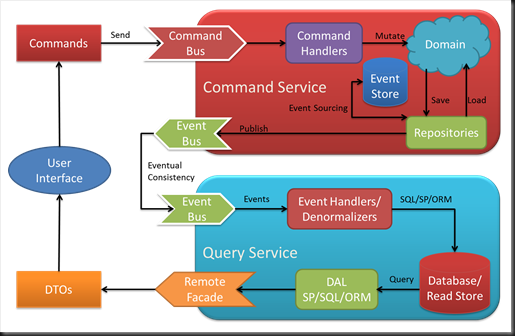 Commands
Send
Command
Bus
Command
Handlers
Mutate
Domain
Command Service
Event
Store
Event Sourcing
Save
Load
Event
Bus
Publish
Repositories
User
Interface
Eventual
Consistency
Event
Bus
Events
Event Handlers/
Denormalizers
SQL/SP/ORM
Query Service
DTOs
Remote
Facade
DAL
SP/SQL/ORM
Query
Database/
Read Store